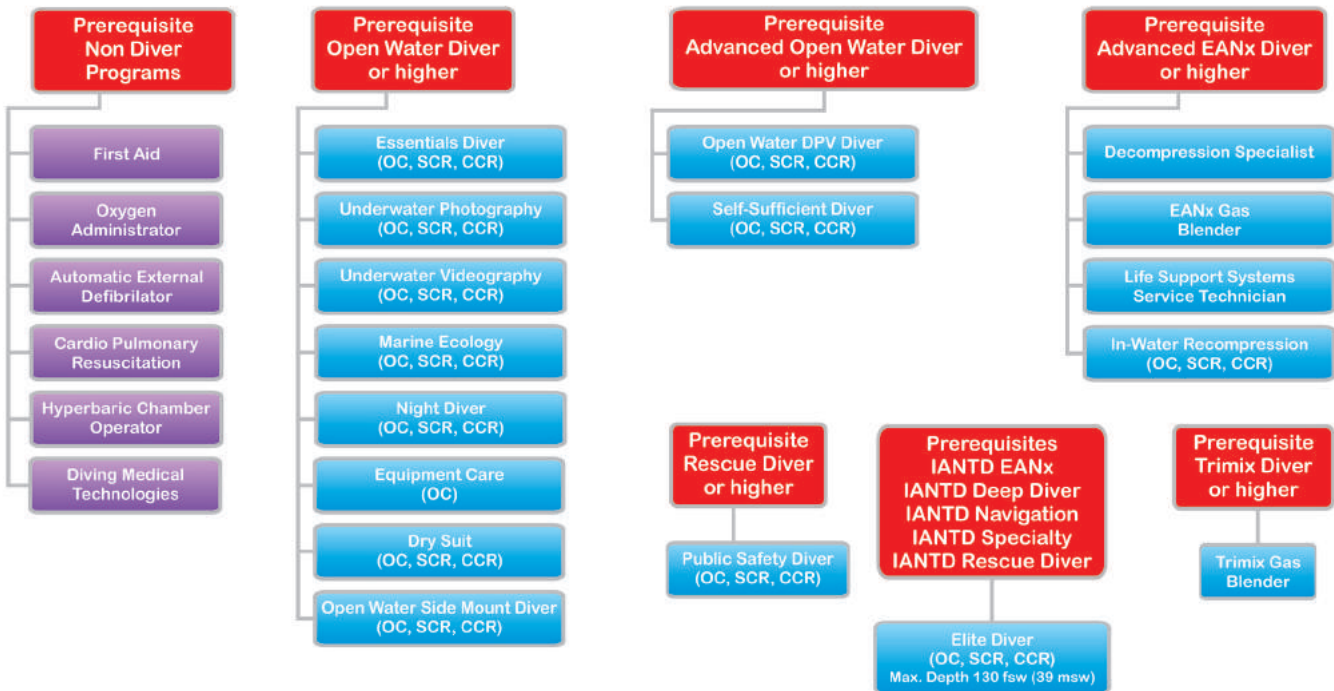 Prerequisite
Non Diver
Programs
First Aid
Oxygen
Administrator
Automatic External
Defibrilator
Cardio Pulmonary
Resuscitation
Hyperbaric Chamber
Operator
Diving Medical
Technologies
Prerequisite
Open Water Diver
or higher
Essentials Diver
(OC, SCR, CCR)
Underwater Photography
(OC, SCR, CCR)
Underwater Videography
(OC, SCR, CCR)
Marine Ecology
(OC, SCR, CCR)
Night Diver
(OC, SCR, CCR)
Equipment Care
(OC)
Dry Suit
(OC, SCR, CCR)
Open Water Side Mount Diver
(OC, SCR, CCR)
Prerequisite
Advanced Open Water Diver
or higher
Open Water DPV Diver
(OC, SCR, CCR)
Self-Sufficient Diver
(OC, SCR, CCR)
Prerequisite
Advanced EANx Diver
or higher
Decompression Specialist
EANx Gas
Blender
Life Support Systems
Service Technician
In-Water Recompression
(OC, SCR, CCR)
Prerequisite
Rescue Diver
or higher
Public Safety Diver
(OC, SCR, CCR)
Prerequisites
IANTD EANx
IANTD Deep Diver
IANTD Navigation
IANTD Specialty
IANTD Rescue Diver
Elite Diver
(OC, SCR, CCR)
Max. Depth 130 fsw (39 msw)
Prerequisite
Trimix Diver
or higher
Trimix Gas
Blender